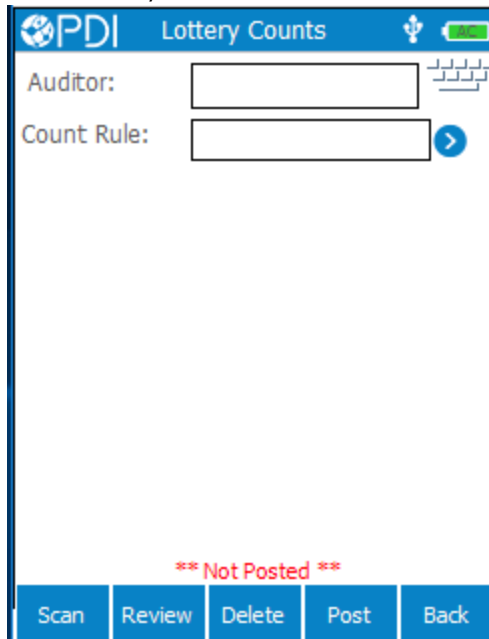 PDI Lottery Counts AC
Auditor:
Count Rule:
** Not Posted **
Scan Review Delete Post Back